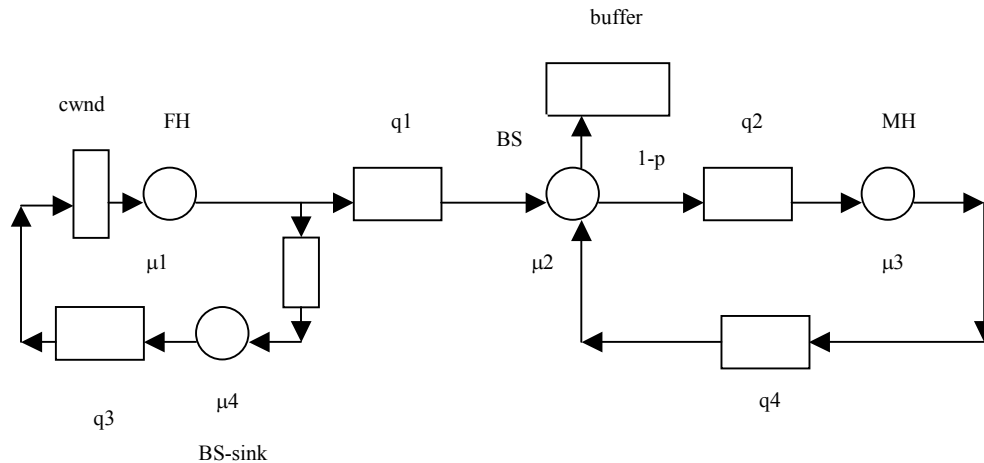 buffer
cwnd
FH
q1
BS
q2
MH
1-p
μ1
μ2
μ3
q3
μ4
q4
BS-sink